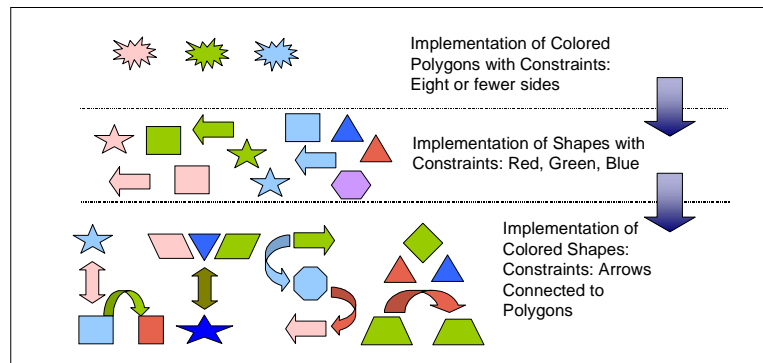 Implementation of Colored
Polygons with Constraints:
Eight or fewer sides
Implementation of Shapes with
Constraints: Red, Green, Blue
Implementation of
Colored Shapes:
Constraints: Arrows
Connected to
Polygons